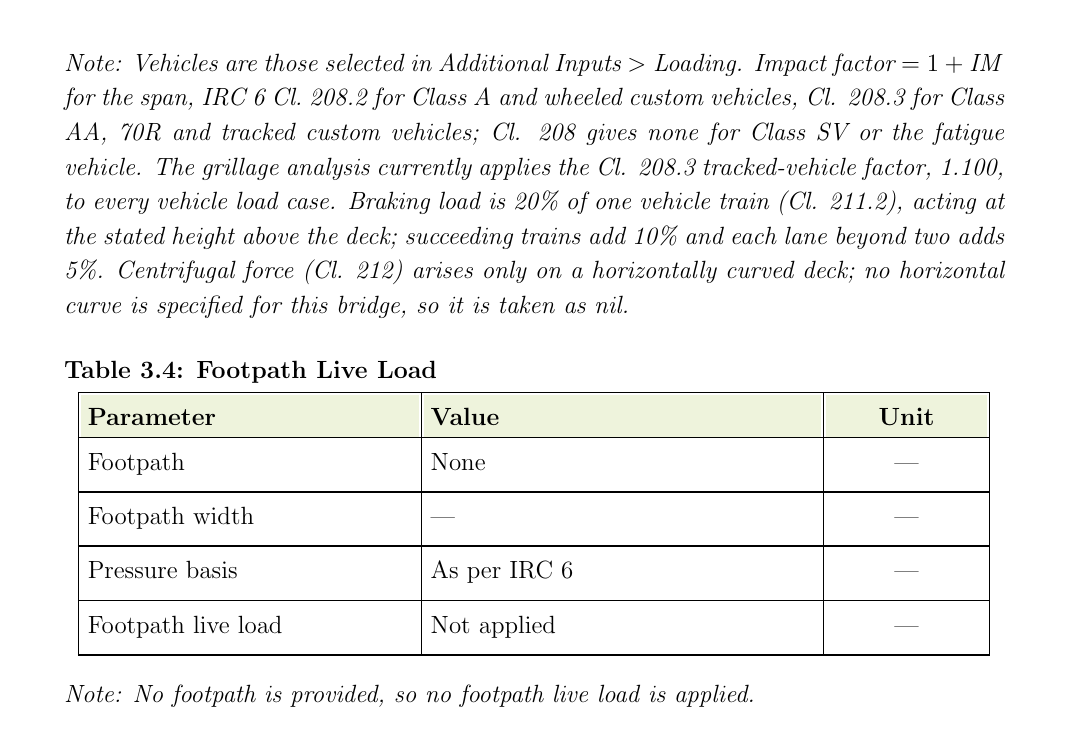 Note: Vehicles are those selected in Additional Inputs > Loading. Impact factor = 1 + IM
for the span, IRC 6 Cl. 208.2 for Class A and wheeled custom vehicles, Cl. 208.3 for Class
AA, 70R and tracked custom vehicles; Cl. 208 gives none for Class SV or the fatigue
vehicle. The grillage analysis currently applies the Cl. 208.3 tracked-vehicle factor, 1.100,
to every vehicle load case. Braking load is 20% of one vehicle train (Cl. 211.2), acting at
the stated height above the deck; succeeding trains add 10% and each lane beyond two adds
5%. Centrifugal force (Cl. 212) arises only on a horizontally curved deck; no horizontal
curve is specified for this bridge, so it is taken as nil.
Table 3.4: Footpath Live Load
Parameter Value Unit
Footpath None —
Footpath width — —
Pressure basis As per IRC 6 —
Footpath live load Not applied —
Note: No footpath is provided, so no footpath live load is applied.